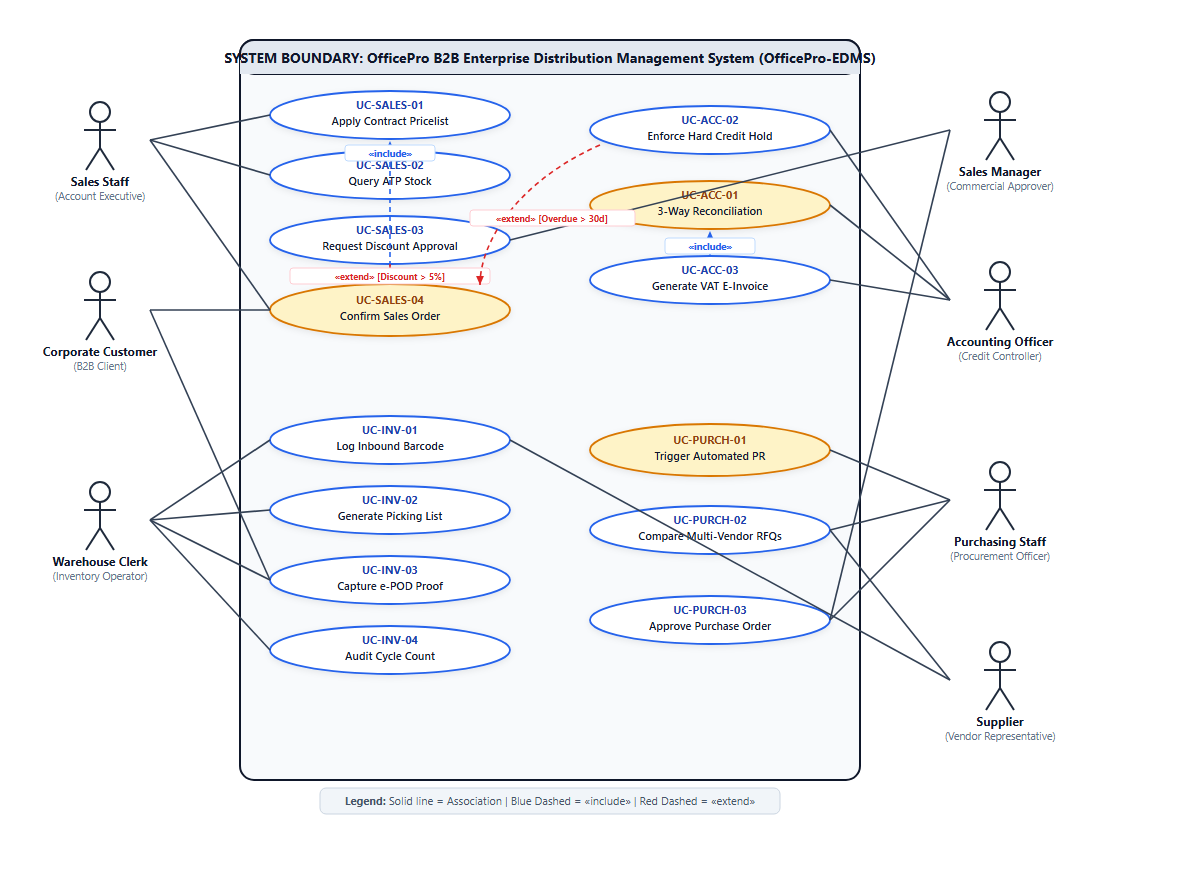 SYSTEM BOUNDARY: OfficePro B2B Enterprise Distribution Management System (OfficePro-EDMS)
Sales Staff
(Account Executive)
Corporate Customer
(B2B Client)
Warehouse Clerk
(Inventory Operator)
UC-SALES-01
Apply Contract Pricelist
«include»
UC-SALES-02
Query ATP Stock
UC-SALES-03
Request Discount Approval
«extend» [Discount > 5%]
UC-SALES-04
Confirm Sales Order
UC-INV-01
Log Inbound Barcode
UC-INV-02
Generate Picking List
UC-INV-03
Capture e-POD Proof
UC-INV-04
Audit Cycle Count
UC-ACC-02
Enforce Hard Credit Hold
UC-ACC-01
3-Way Reconciliation
«extend» [Overdue > 30d]
«include»
UC-ACC-03
Generate VAT E-Invoice
UC-PURCH-01
Trigger Automated PR
UC-PURCH-02
Compare Multi-Vendor RFQs
UC-PURCH-03
Approve Purchase Order
Sales Manager
(Commercial Approver)
Accounting Officer
(Credit Controller)
Purchasing Staff
(Procurement Officer)
Supplier
(Vendor Representative)
Legend: Solid line = Association | Blue Dashed = «include» | Red Dashed = «extend»